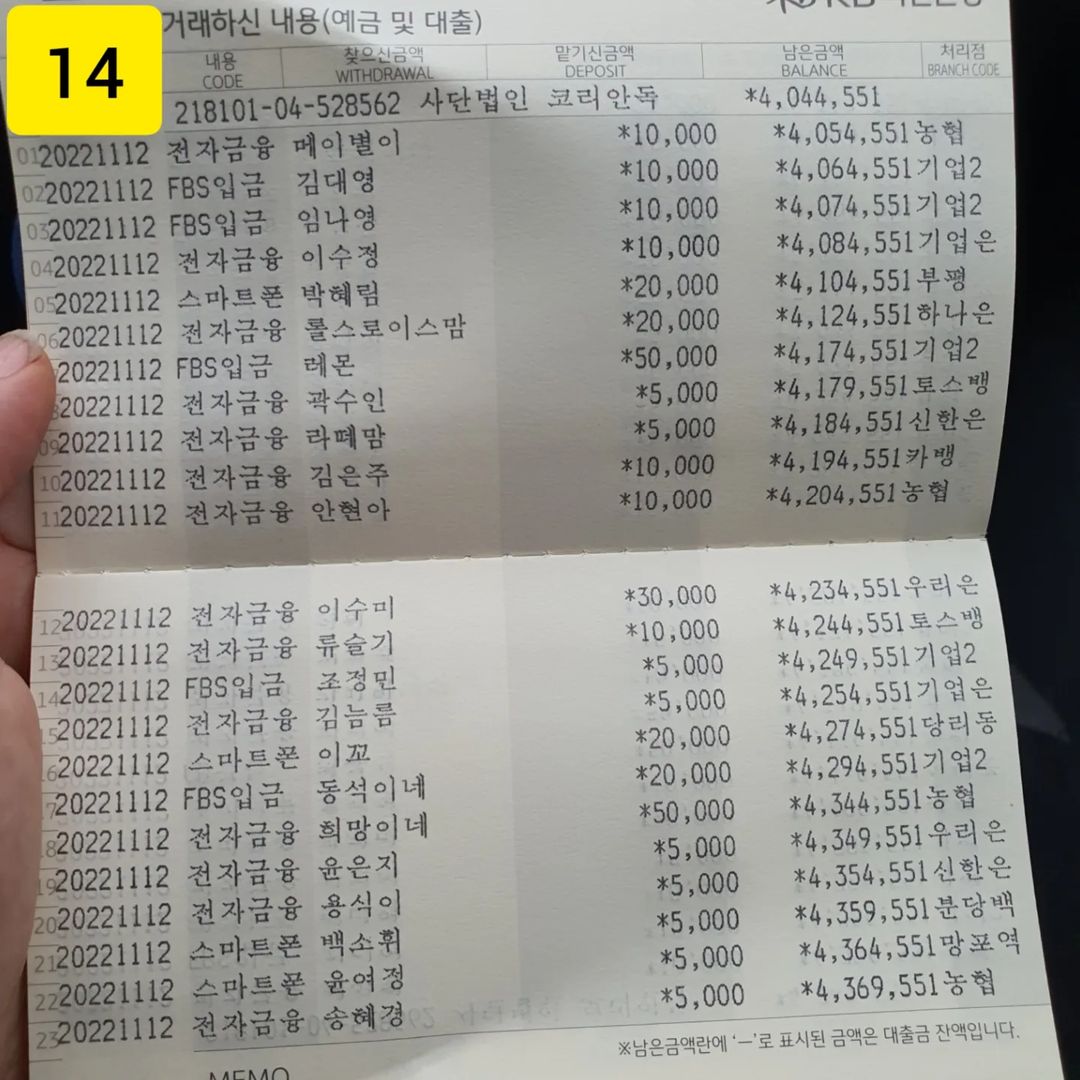 14
거래하신 내용(예금 및 대출)
내용 찾으신금액 맡기신금액 남은금액 처리점
CODE WITHDRAWAL DEPOSIT BALANCE BRANCH CODE
218101-04-528562 사단법인 코리안독 *4,044,551
01 20221112 전자금융 메이별이 *10,000 *4,054,551 농협
02 20221112 FBS입금 김대영 *10,000 *4,064,551 기업2
03 20221112 FBS입금 임나영 *10,000 *4,074,551 기업2
04 20221112 전자금융 이수정 *10,000 *4,084,551 기업은
05 20221112 스마트폰 박혜림 *20,000 *4,104,551 부평
06 20221112 전자금융 롤스로이스맘 *20,000 *4,124,551 하나은
20221112 FBS입금 레몬 *50,000 *4,174,551 기업2
20221112 전자금융 곽수인 *5,000 *4,179,551 토스뱅
09 20221112 전자금융 라떼맘 *5,000 *4,184,551 신한은
10 20221112 전자금융 김은주 *10,000 *4,194,551 카뱅
11 20221112 전자금융 안현아 *10,000 *4,204,551 농협
12 20221112 전자금융 이수미 *30,000 *4,234,551 우리은
13 20221112 전자금융 류슬기 *10,000 *4,244,551 토스뱅
14 20221112 FBS입금 조정민 *5,000 *4,249,551 기업2
15 20221112 전자금융 김늠름 *5,000 *4,254,551 기업은
16 20221112 스마트폰 이꼬 *20,000 *4,274,551 당리동
17 20221112 FBS입금 동석이네 *20,000 *4,294,551 기업2
18 20221112 전자금융 희망이네 *50,000 *4,344,551 농협
19 20221112 전자금융 윤은지 *5,000 *4,349,551 우리은
20 20221112 전자금융 용식이 *5,000 *4,354,551 신한은
21 20221112 스마트폰 백소휘 *5,000 *4,359,551 분당백
22 20221112 스마트폰 윤여정 *5,000 *4,364,551 망포역
23 20221112 전자금융 송혜경 *5,000 *4,369,551 농협
※남은금액란에 '—'로 표시된 금액은 대출금 잔액입니다.
MEMO